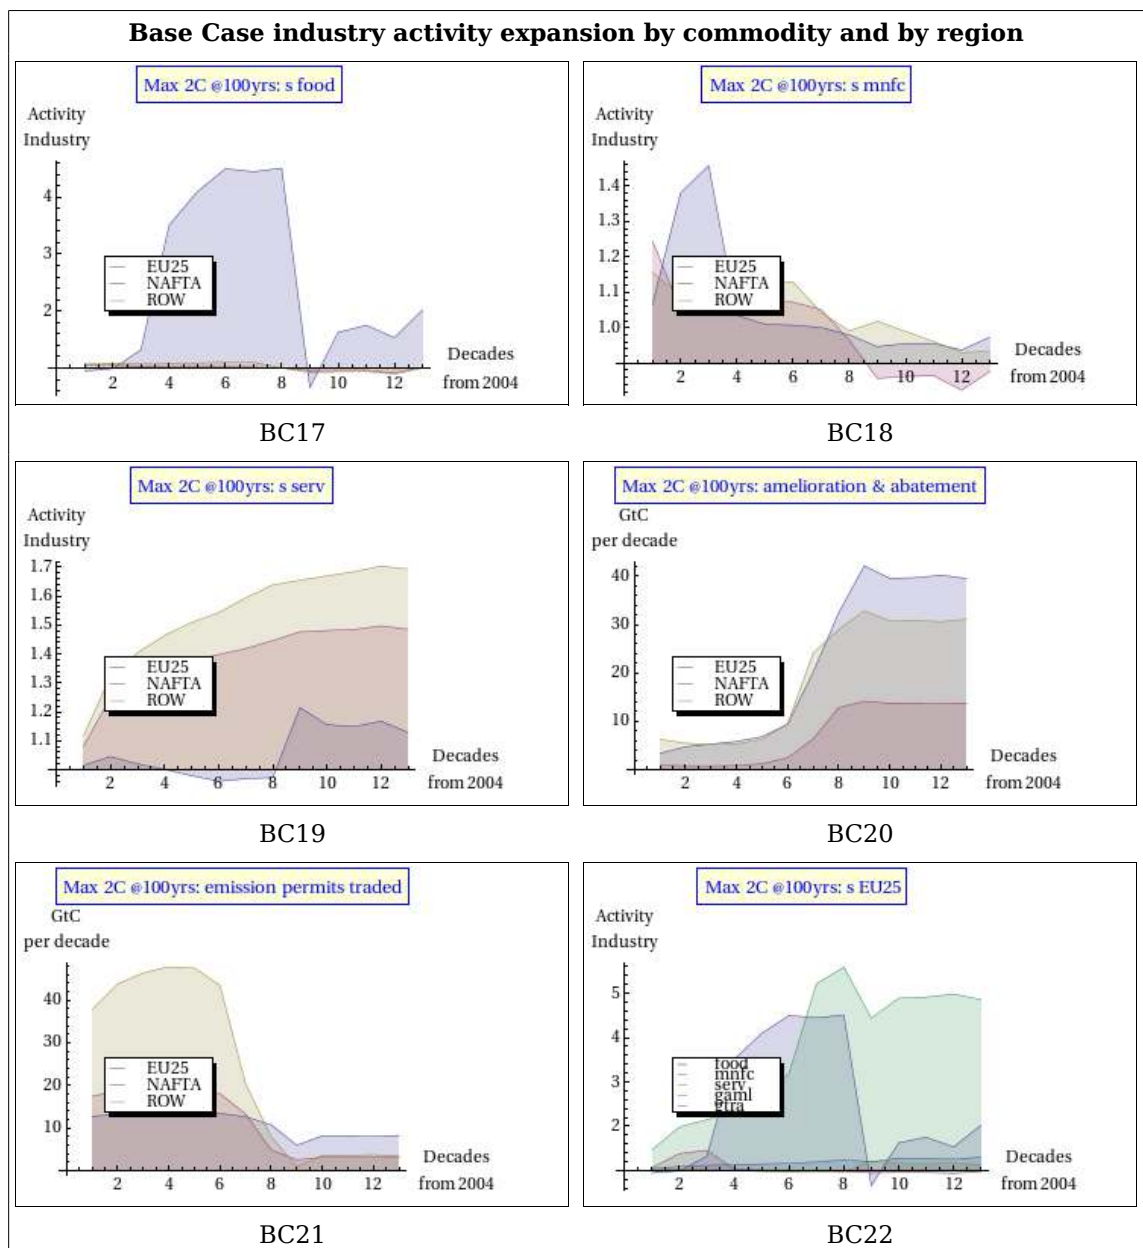 Base Case industry activity expansion by commodity and by region
Max 2C @100yrs: s food
Activity
Industry
4
3
2
EU25
NAFTA
ROW
2 4 6 8 10 12
Decades
from 2004
BC17
Max 2C @100yrs: s mnfc
Activity
Industry
1.4
1.3
1.2
1.1
1.0
EU25
NAFTA
ROW
2 4 6 8 10 12
Decades
from 2004
BC18
Max 2C @100yrs: s serv
Activity
Industry
1.7
1.6
1.5
1.4
1.3
1.2
1.1
EU25
NAFTA
ROW
2 4 6 8 10 12
Decades
from 2004
BC19
Max 2C @100yrs: amelioration & abatement
GtC
per decade
40
30
20
10
EU25
NAFTA
ROW
2 4 6 8 10 12
Decades
from 2004
BC20
Max 2C @100yrs: emission permits traded
GtC
per decade
40
30
20
10
EU25
NAFTA
ROW
2 4 6 8 10 12
Decades
from 2004
BC21
Max 2C @100yrs: s EU25
Activity
Industry
5
4
3
2
food
mnfc
serv
gaml
gtra
2 4 6 8 10 12
Decades
from 2004
BC22